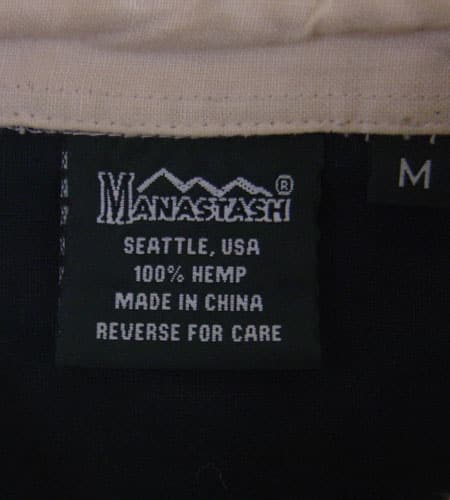 MANASTASH®
SEATTLE, USA
100% HEMP
MADE IN CHINA
REVERSE FOR CARE
M